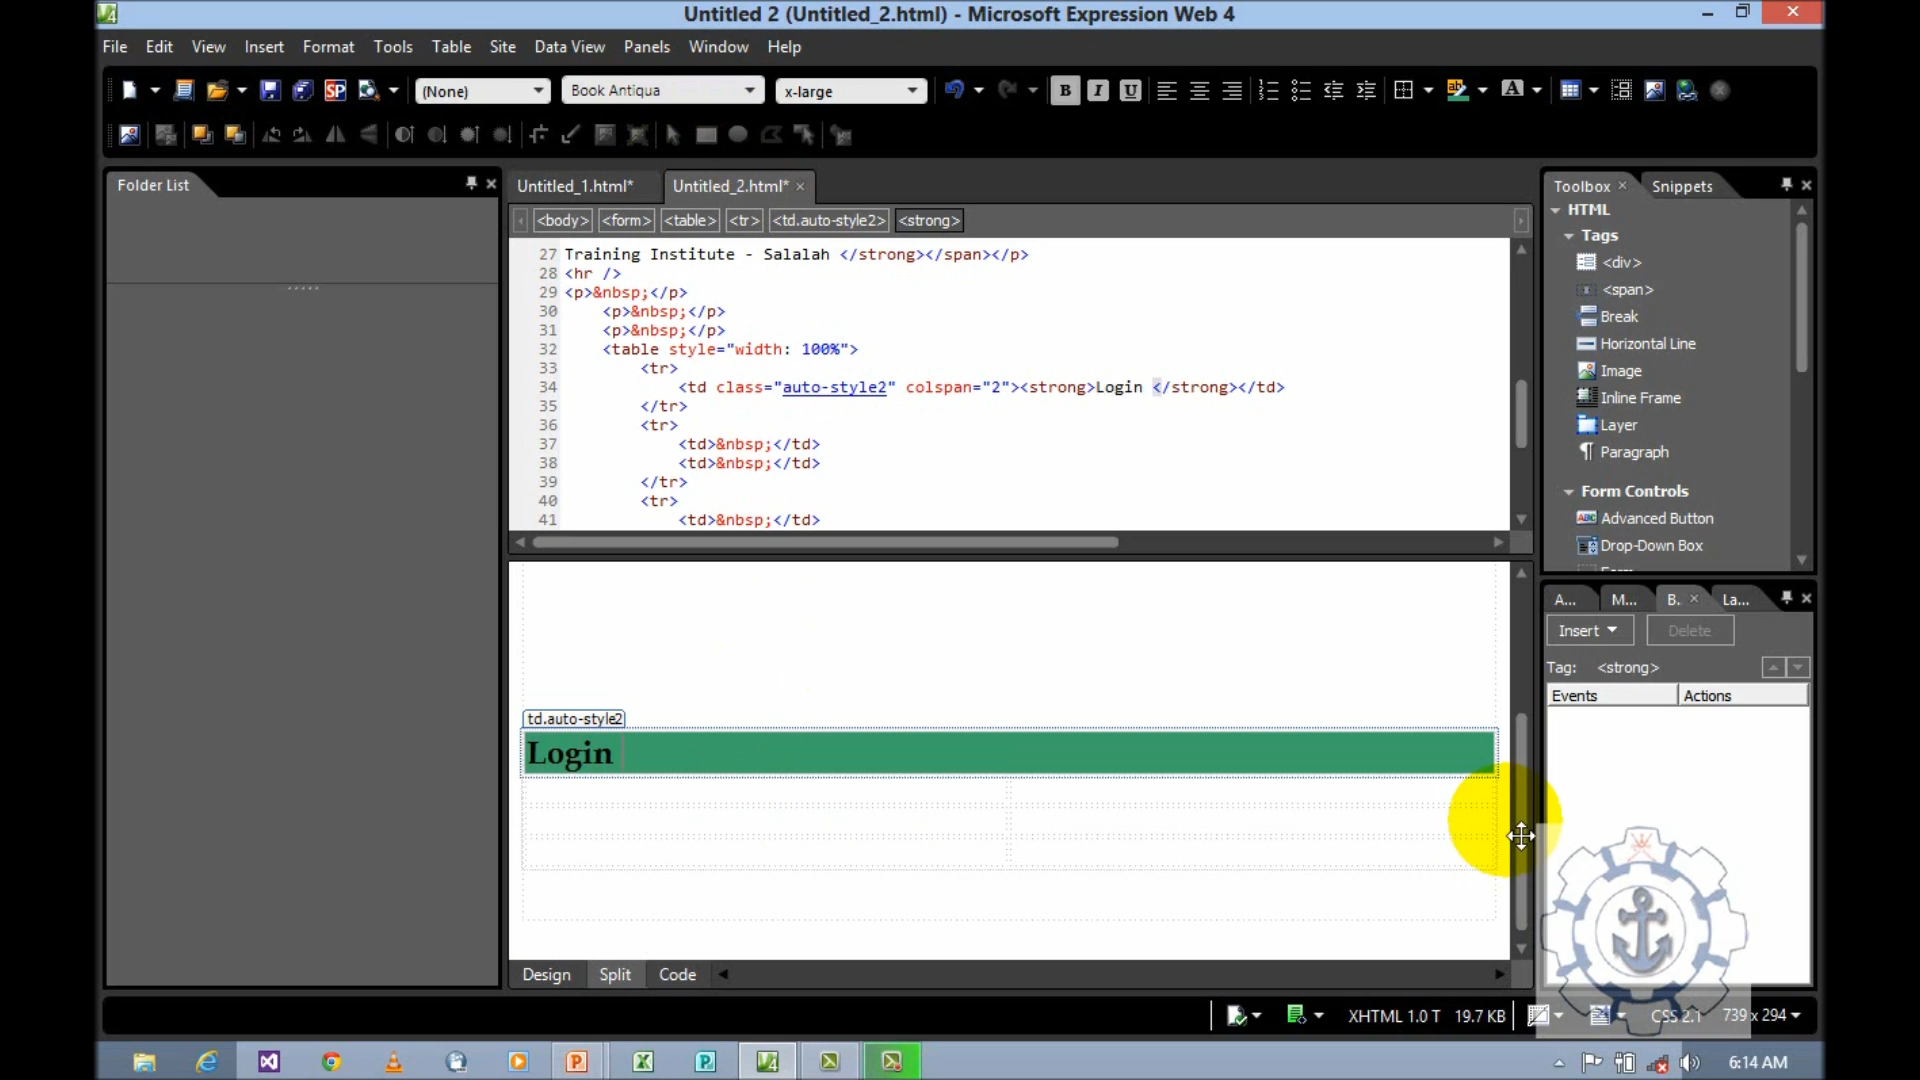 Untitled 2 (Untitled_2.html) - Microsoft Expression Web 4
File Edit View Insert Format Tools Table Site Data View Panels Window Help
(None) Book Antiqua x-large B I U A
Folder List
Untitled_1.html* Untitled_2.html*
<body> <form> <table> <tr> <td.auto-style2> <strong>
27 Training Institute - Salalah </strong></span></p>
28 <hr />
29 <p>&nbsp;</p>
30 <p>&nbsp;</p>
31 <p>&nbsp;</p>
32 <table style="width: 100%">
33 <tr>
34 <td class="auto-style2" colspan="2"><strong>Login </strong></td>
35 </tr>
36 <tr>
37 <td>&nbsp;</td>
38 <td>&nbsp;</td>
39 </tr>
40 <tr>
41 <td>&nbsp;</td>
td.auto-style2
Login
Design Split Code
Toolbox Snippets
HTML
Tags
<div>
<span>
Break
Horizontal Line
Image
Inline Frame
Layer
Paragraph
Form Controls
Advanced Button
Drop-Down Box
A... M... B. La...
Insert Delete
Tag: <strong>
Events Actions
XHTML 1.0 T 19.7 KB CSS 2.1 739 x 294
6:14 AM